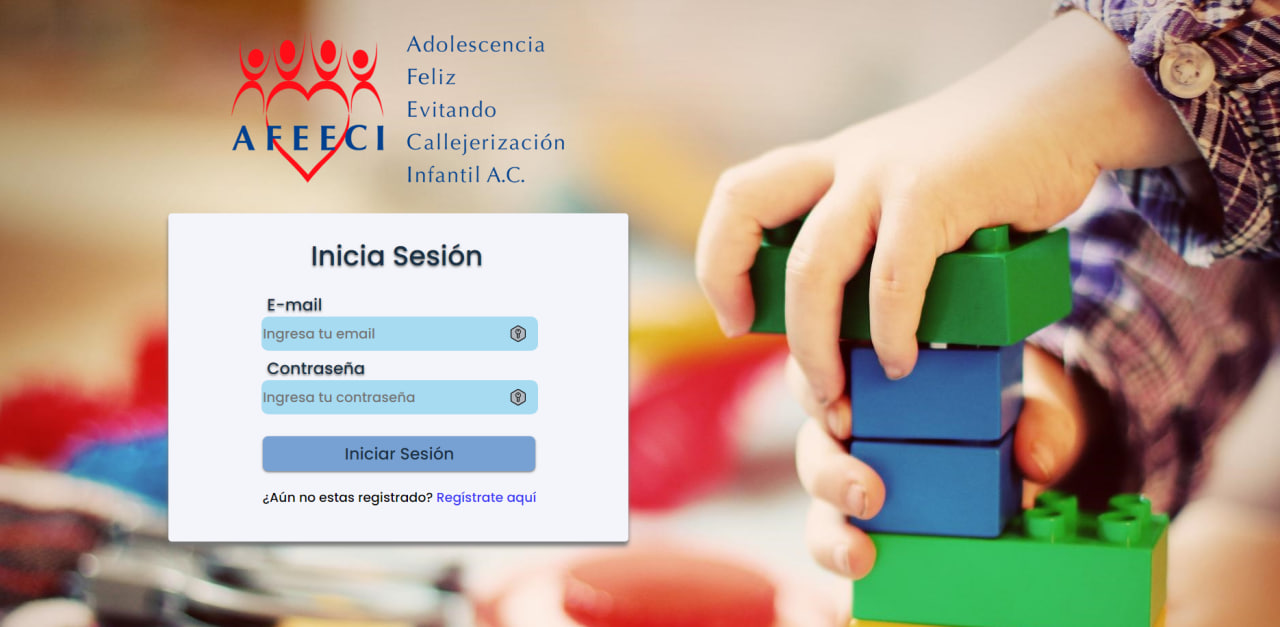 AFEECI
Adolescencia
Feliz
Evitando
Callejerización
Infantil A.C.
Inicia Sesión
E-mail
Ingresa tu email
Contraseña
Ingresa tu contraseña
Iniciar Sesión
¿Aún no estas registrado? Regístrate aquí